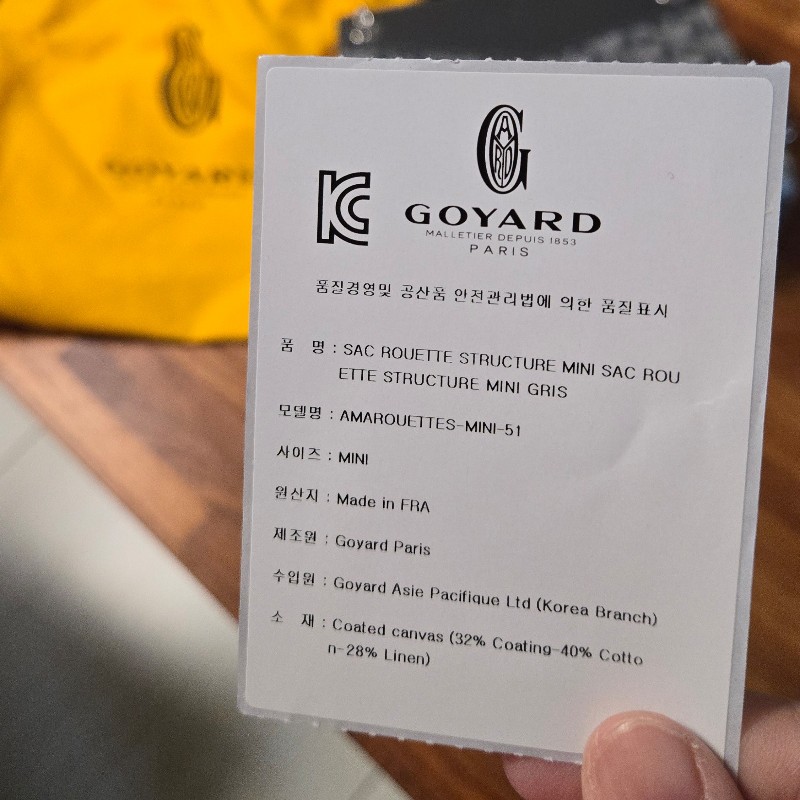 GOYARD
KC
GOYARD
MALLETIER DEPUIS 1853
PARIS
품질경영및 공산품 안전관리법에 의한 품질표시
품 명 : SAC ROUETTE STRUCTURE MINI SAC ROU
ETTE STRUCTURE MINI GRIS
모델명 : AMAROUETTES-MINI-51
사이즈 : MINI
원산지 : Made in FRA
제조원 : Goyard Paris
수입원 : Goyard Asie Pacifique Ltd (Korea Branch)
소 재 : Coated canvas (32% Coating-40% Cotto
n-28% Linen)